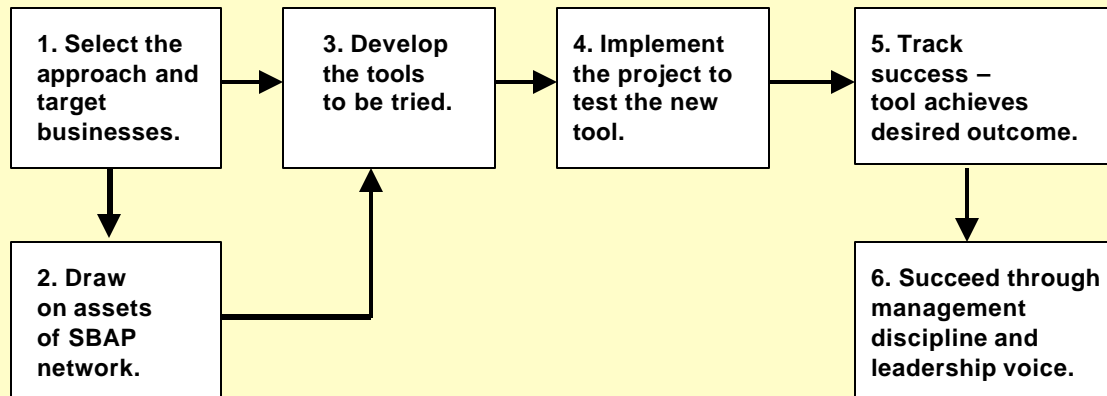 1. Select the
approach and
target
businesses.
2. Draw
on assets
of SBAP
network.
3. Develop
the tools
to be tried.
4. Implement
the project to
test the new
tool.
5. Track
success –
tool achieves
desired outcome.
6. Succeed through
management
discipline and
leadership voice.